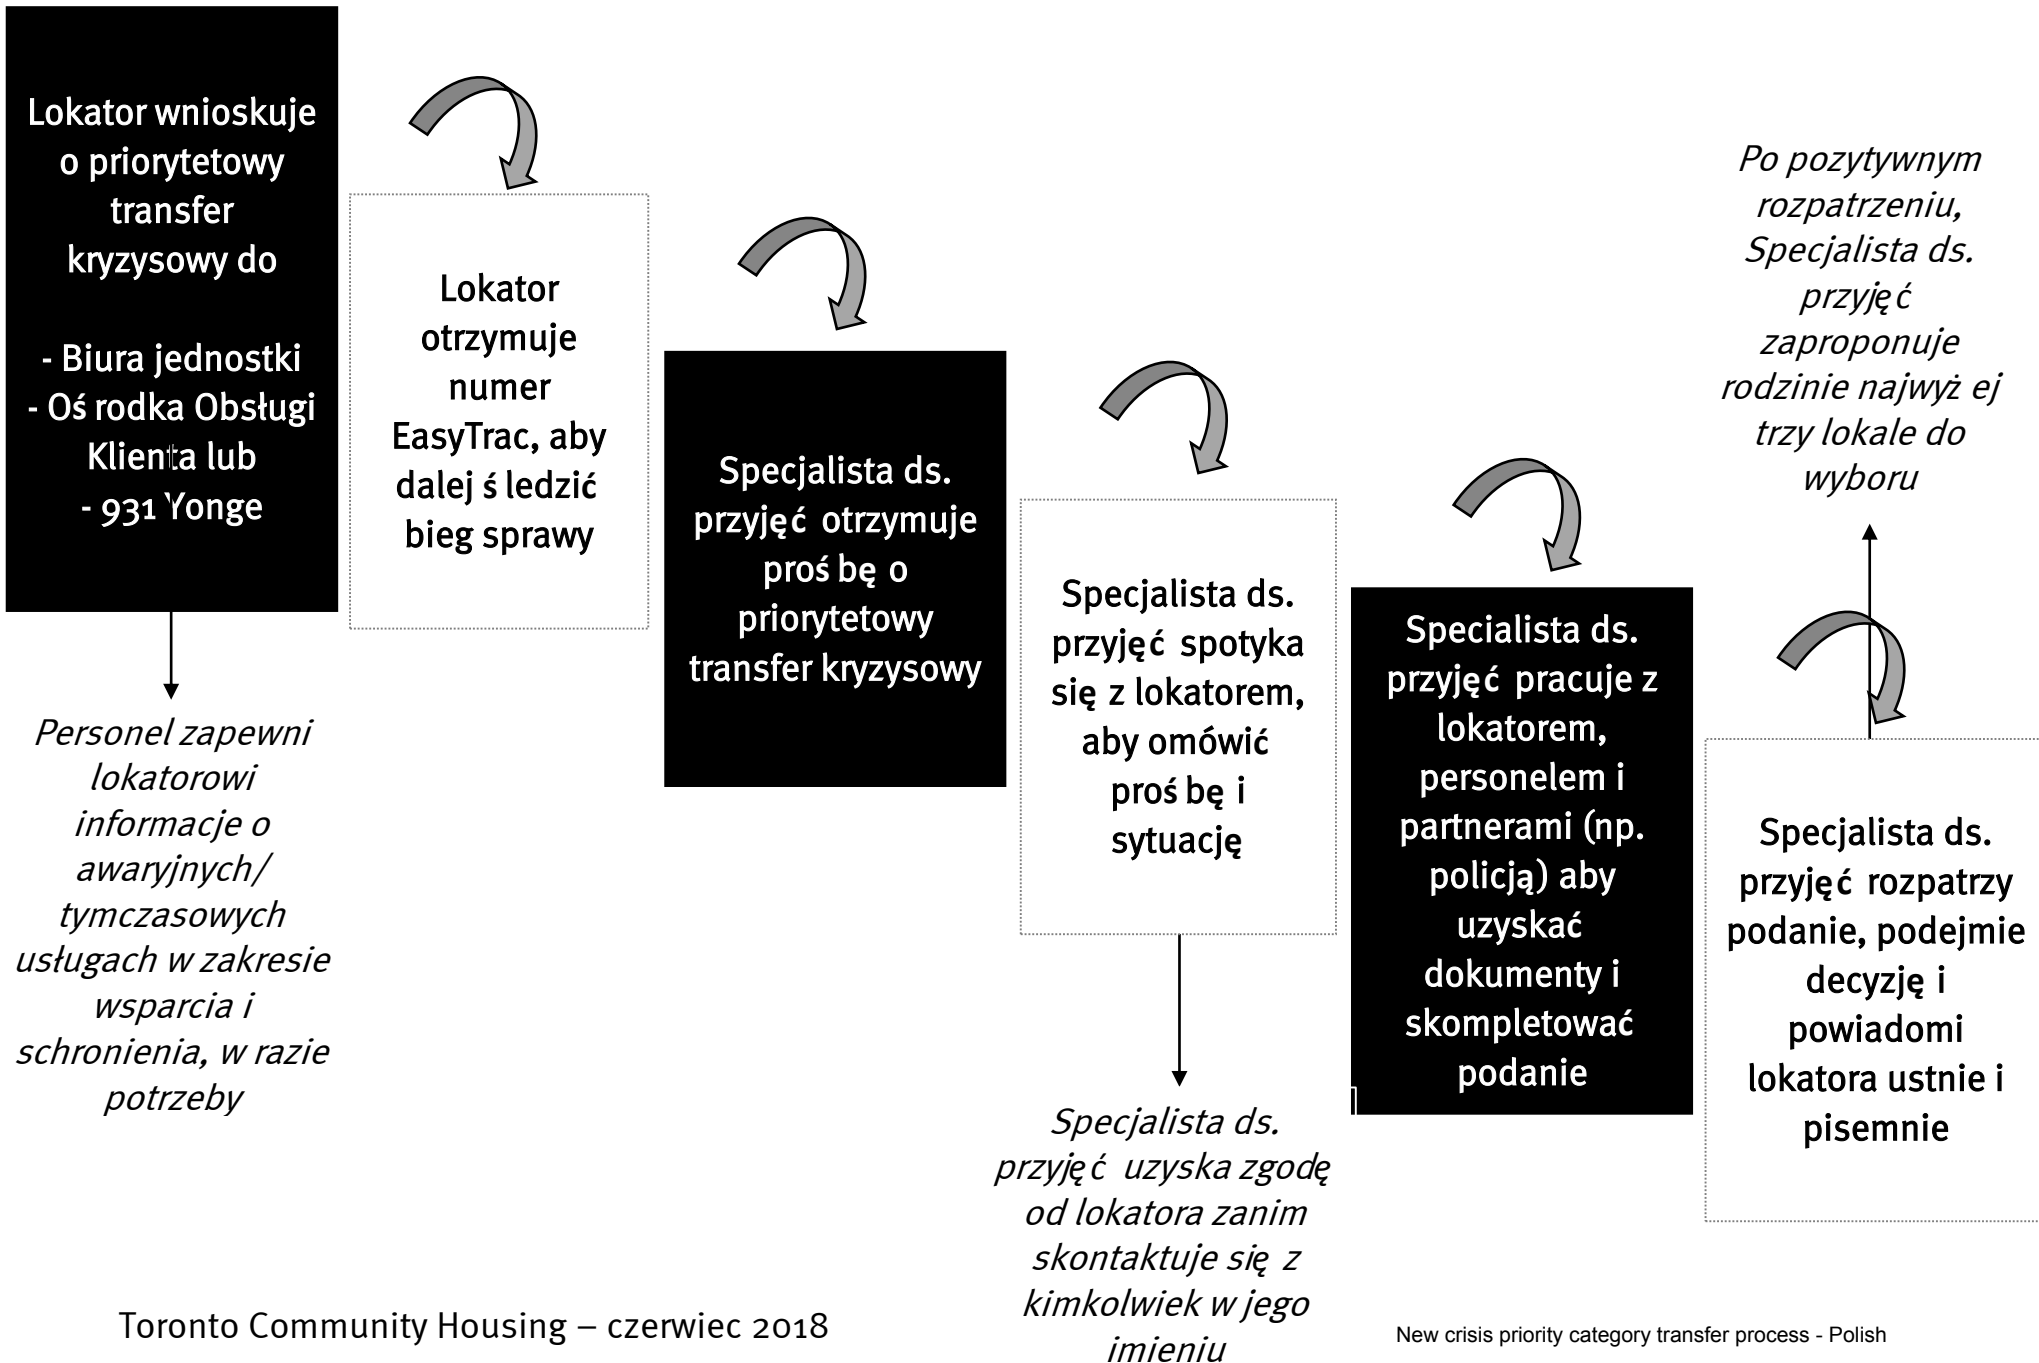 Lokator wnioskuje
o priorytetowy
transfer
kryzysowy do
- Biura jednostki
- Oś rodka Obsługi
Klienta lub
- 931 Yonge
Personel zapewni
lokatorowi
informacje o
awaryjnych/
tymczasowych
usługach w zakresie
wsparcia i
schronienia, w razie
potrzeby
Lokator
otrzymuje
numer
EasyTrac, aby
dalej ś ledzić
bieg sprawy
Specjalista ds.
przyjęć otrzymuje
proś bę o
priorytetowy
transfer kryzysowy
Specjalista ds.
przyjęć spotyka
się z lokatorem,
aby omówić
proś bę i
sytuację
Specjalista ds.
przyjęć uzyska zgodę
od lokatora zanim
skontaktuje się z
kimkolwiek w jego
imieniu
Specialista ds.
przyjęć pracuje z
lokatorem,
personelem i
partnerami (np.
policją) aby
uzyskać
dokumenty i
skompletować
podanie
Specjalista ds.
przyjęć rozpatrzy
podanie, podejmie
decyzję i
powiadomi
lokatora ustnie i
pisemnie
Po pozytywnym
rozpatrzeniu,
Specjalista ds.
przyjęć
zaproponuje
rodzinie najwyż ej
trzy lokale do
wyboru
Toronto Community Housing – czerwiec 2018
New crisis priority category transfer process - Polish